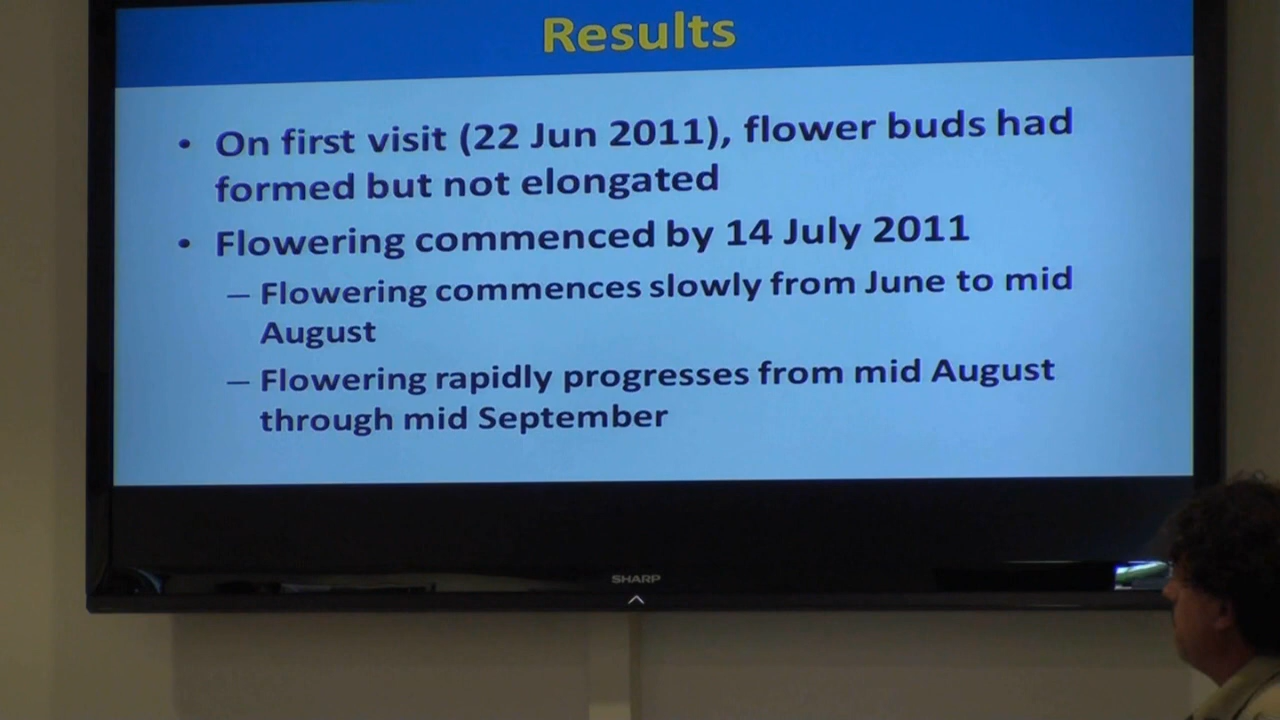 Results
• On first visit (22 Jun 2011), flower buds had
formed but not elongated
• Flowering commenced by 14 July 2011
– Flowering commences slowly from June to mid
August
– Flowering rapidly progresses from mid August
through mid September
SHARP